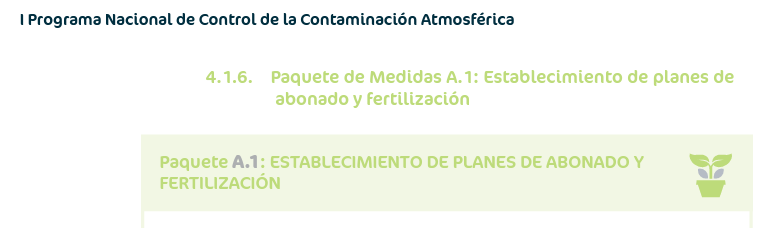 I Programa Nacional de Control de la Contaminación Atmosférica
4.1.6. Paquete de Medidas A.1: Establecimiento de planes de
abonado y fertilización
Paquete A.1: ESTABLECIMIENTO DE PLANES DE ABONADO Y
FERTILIZACIÓN